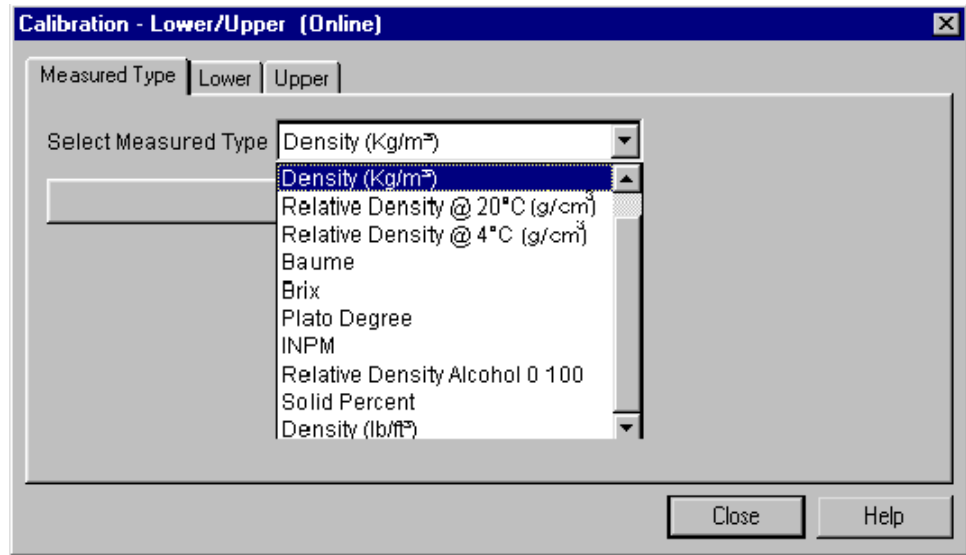 Calibration - Lower/Upper (Online)
Measured Type Lower Upper
Select Measured Type Density (Kg/m³)
Density (Kg/m³)
Relative Density @ 20°C (g/cm³)
Relative Density @ 4°C (g/cm³)
Baume
Brix
Plato Degree
INPM
Relative Density Alcohol 0 100
Solid Percent
Density (lb/ft³)
Close Help